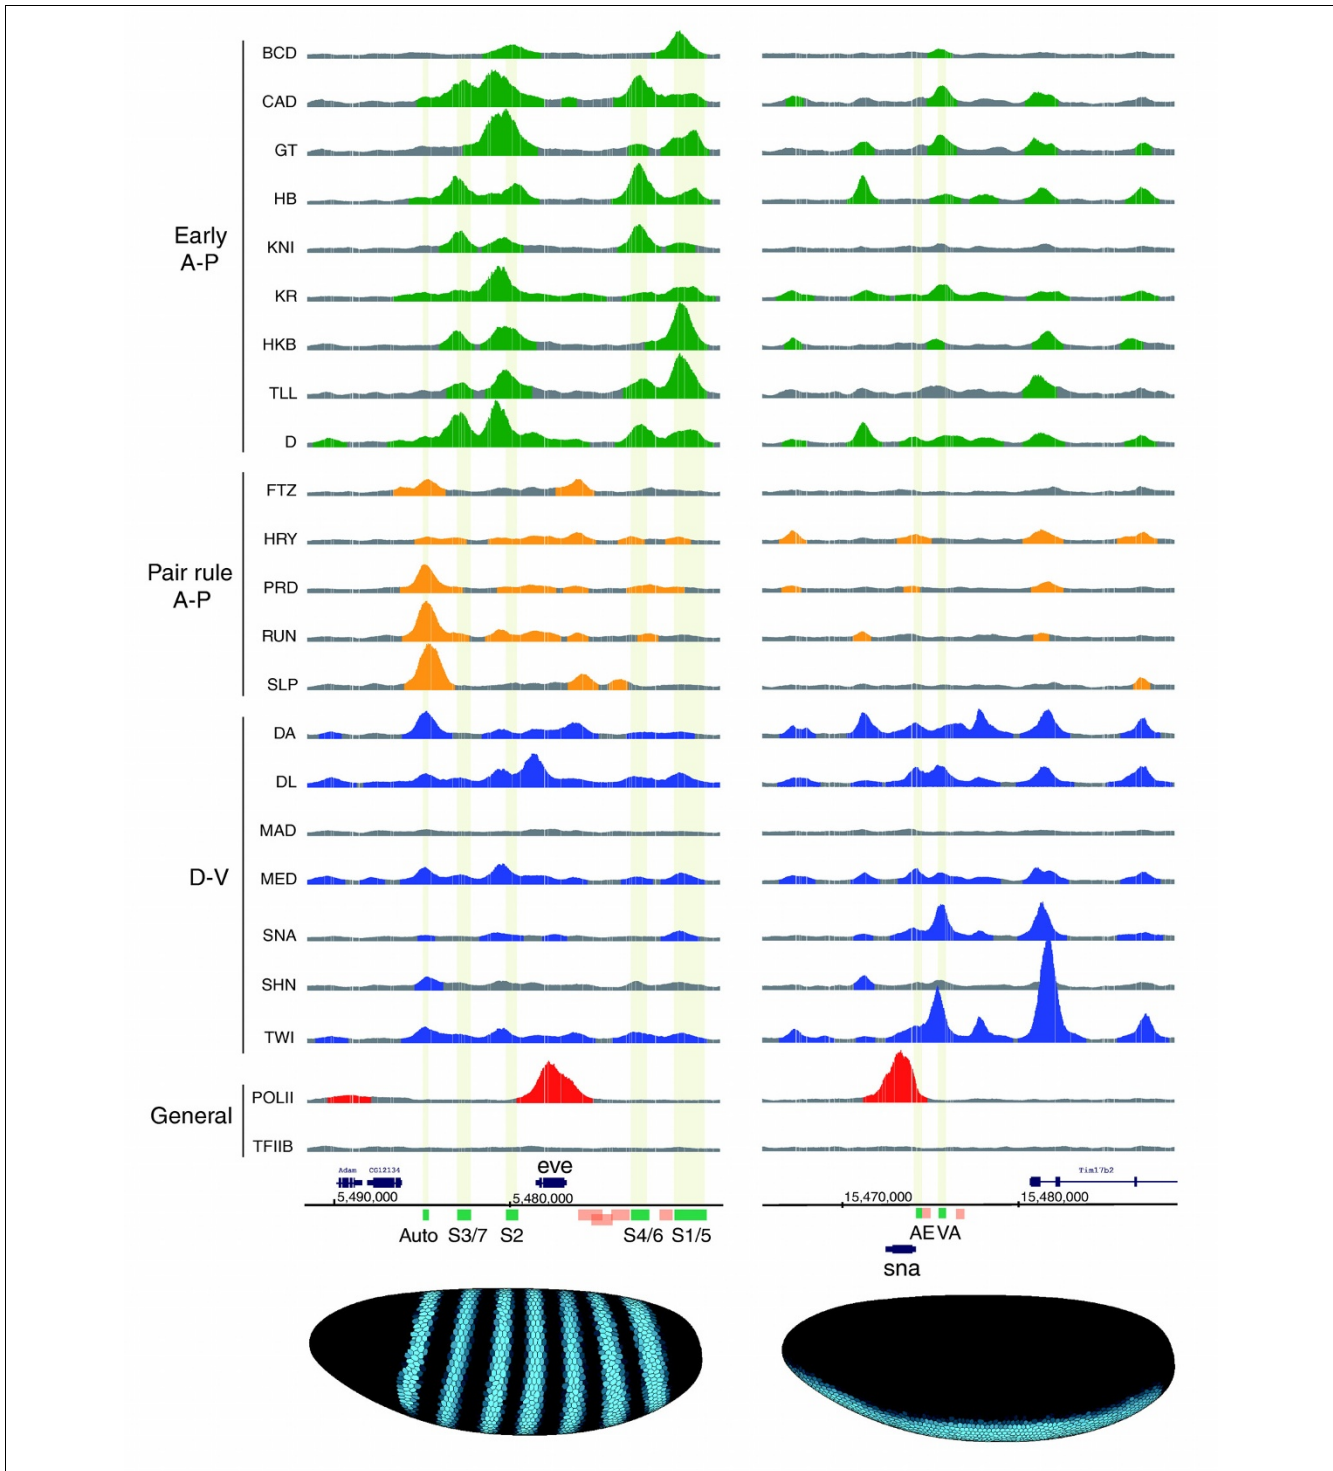 BCD
CAD
GT
HB
Early
A-P
KNI
KR
HKB
TLL
D
FTZ
HRY
Pair rule
A-P
PRD
RUN
SLP
DA
DL
MAD
D-V
MED
SNA
SHN
TWI
General
POLII
TFIIB
Adam CG12134 eve Tim17b2
5,490,000 5,480,000 15,470,000 15,480,000
Auto S3/7 S2 S4/6 S1/5 AE VA
sna